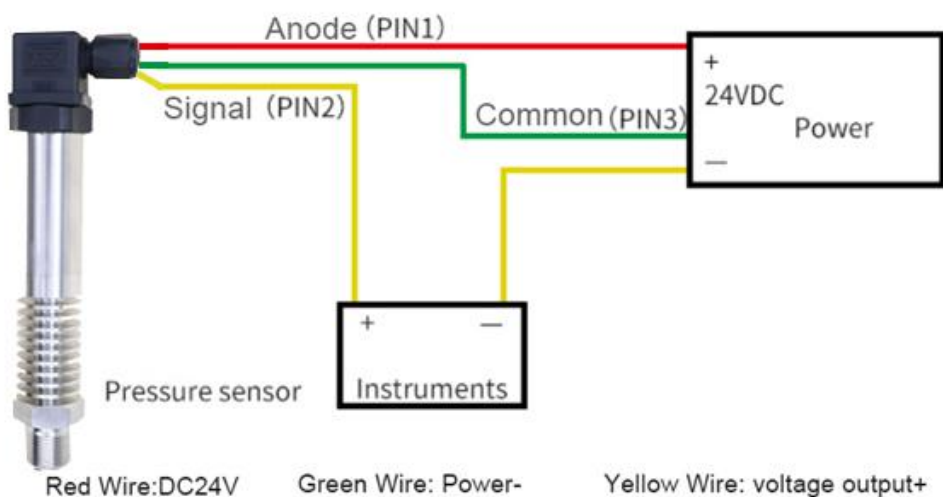 Anode (PIN1)
Signal (PIN2)
Common (PIN3)
+
24VDC
Power
—
+ —
Pressure sensor
Instruments
Red Wire:DC24V Green Wire: Power- Yellow Wire: voltage output+